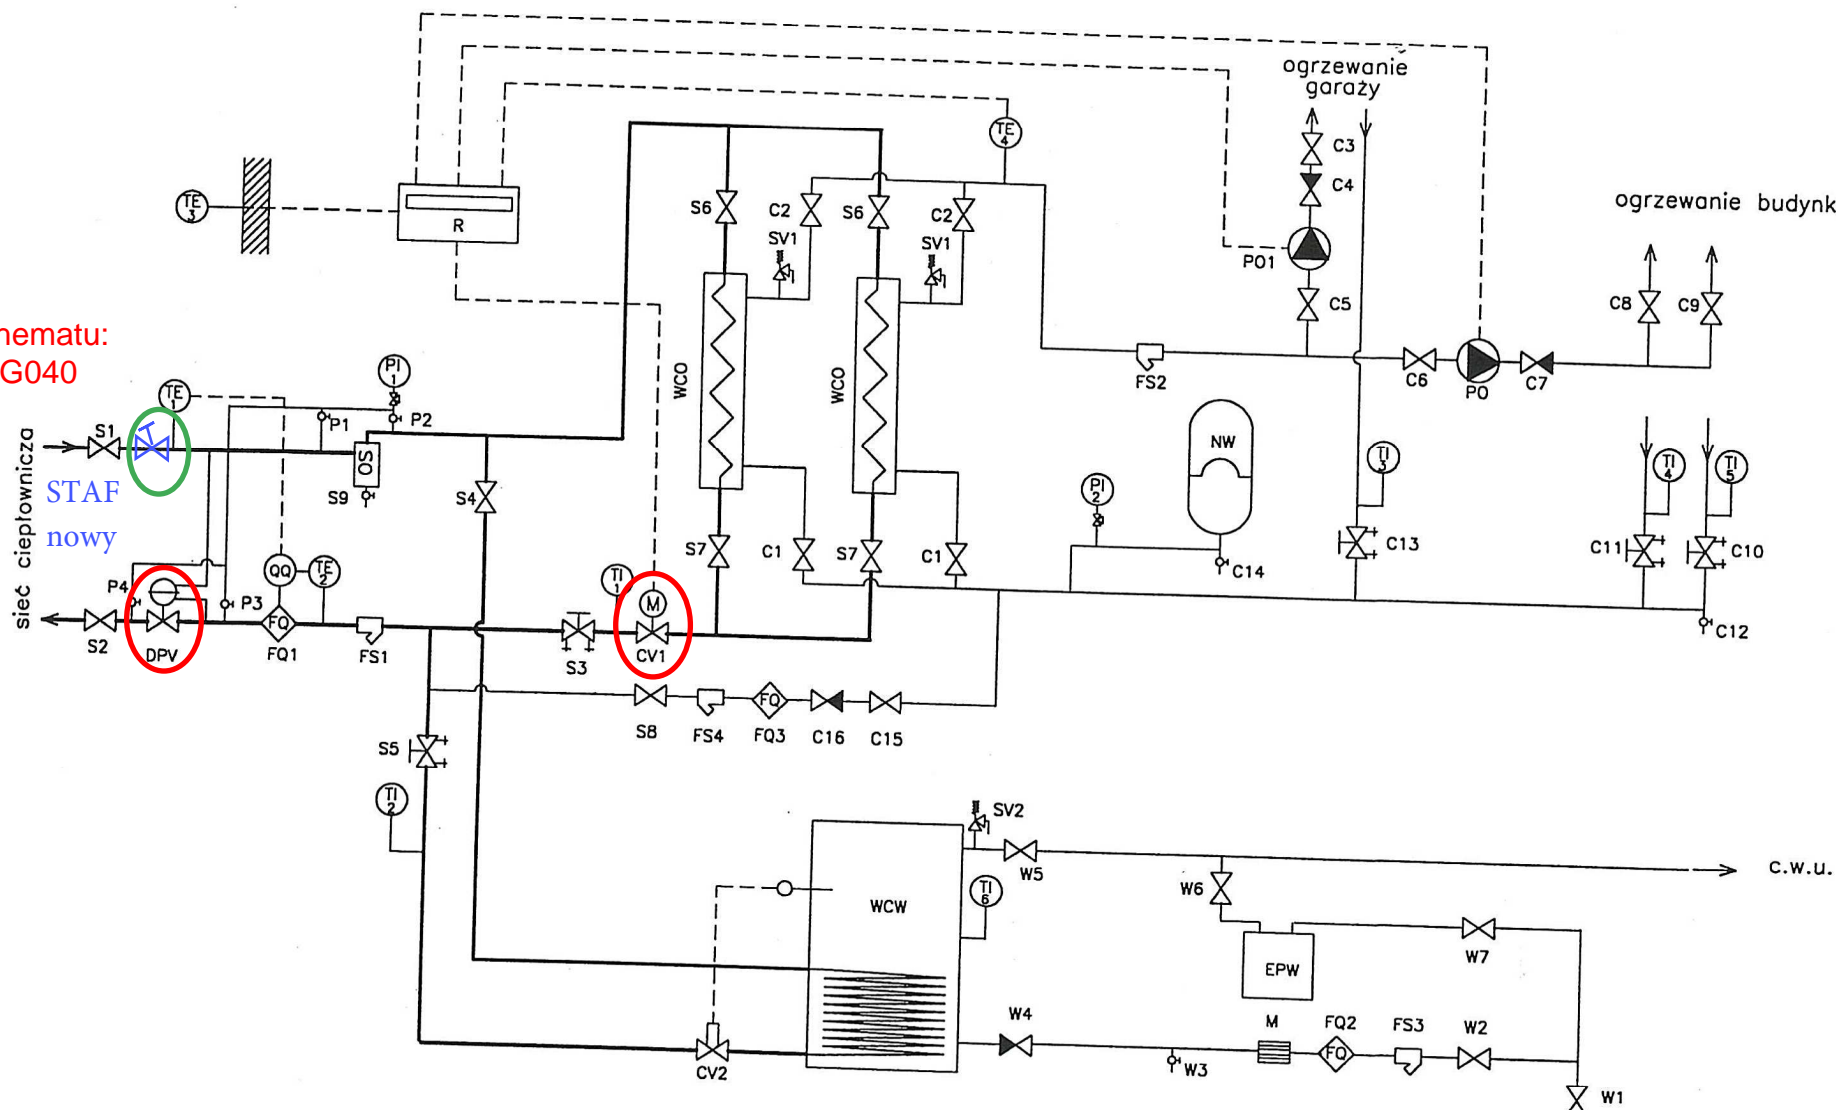 ogrzewanie
garaży
TE
4
C3
C4
TE
3
R
S6
C2
S6
C2
ogrzewanie budynk
SV1
SV1
PO1
C5
C8
C9
hematu:
G040
PI
1
TE
1
P1
P2
WCO
WCO
FS2
C6
PO
C7
S1
SO
NW
TI
3
TI
4
TI
5
sieć ciepłownicza
STAF
nowy
S9
S4
PI
2
S7
C1
S7
C1
C13
C11
C10
P4
QQ
TE
2
TI
1
M
C14
P3
S2
DPV
FQ
FQ1
FS1
S3
CV1
C12
FQ
S8
FS4
FQ3
C16
C15
S5
TI
2
SV2
W5
c.w.u.
WCW
TI
6
W6
EPW
W7
W4
M
FQ2
FS3
W2
FQ
CV2
W3
W1